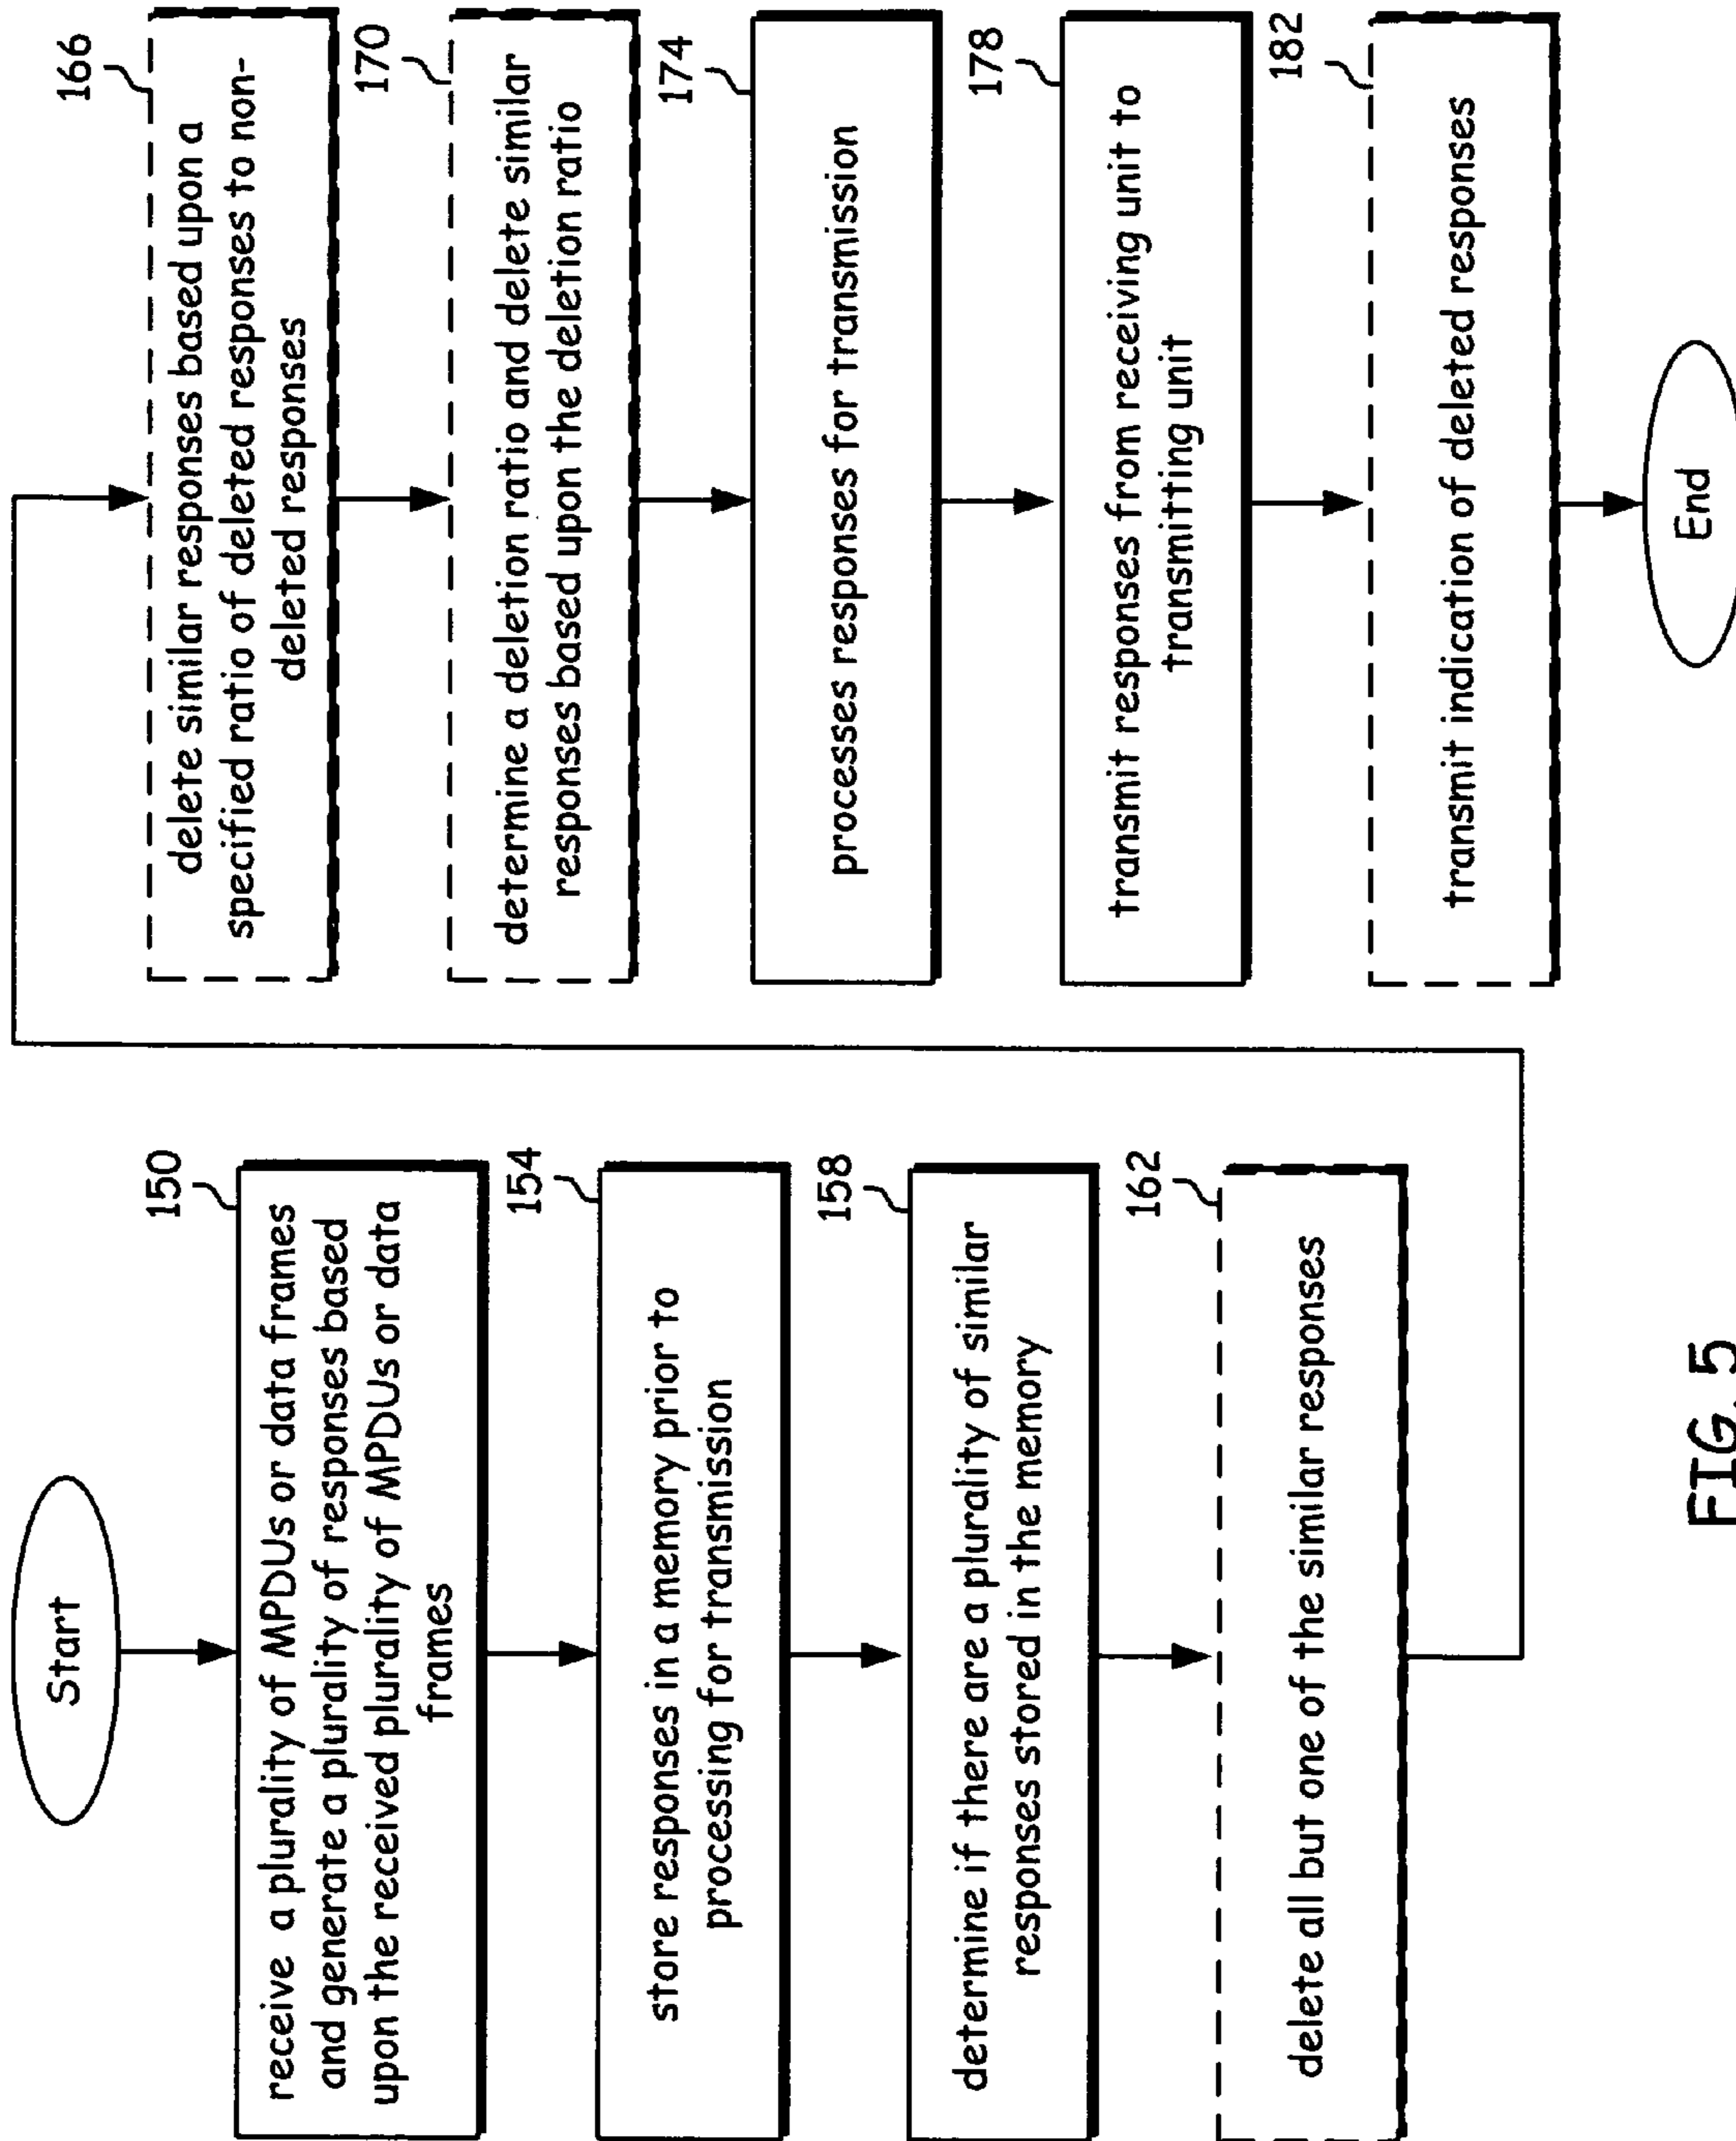 Start
150
receive a plurality of MPDUs or data frames
and generate a plurality of responses based
upon the received plurality of MPDUs or data
frames
154
store responses in a memory prior to
processing for transmission
158
determine if there are a plurality of similar
responses stored in the memory
162
delete all but one of the similar responses
166
delete similar responses based upon a
specified ratio of deleted responses to non-
deleted responses
170
determine a deletion ratio and delete similar
responses based upon the deletion ratio
174
processes responses for transmission
178
transmit responses from receiving unit to
transmitting unit
182
transmit indication of deleted responses
End
FIG. 5